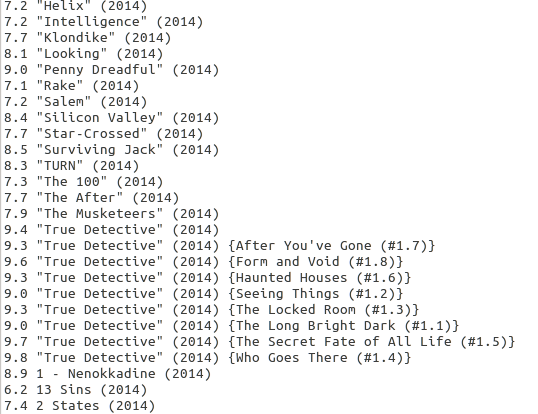 7.2 "Helix" (2014)
7.2 "Intelligence" (2014)
7.7 "Klondike" (2014)
8.1 "Looking" (2014)
9.0 "Penny Dreadful" (2014)
7.1 "Rake" (2014)
7.2 "Salem" (2014)
8.4 "Silicon Valley" (2014)
7.7 "Star-Crossed" (2014)
8.5 "Surviving Jack" (2014)
8.3 "TURN" (2014)
7.3 "The 100" (2014)
7.7 "The After" (2014)
7.9 "The Musketeers" (2014)
9.4 "True Detective" (2014)
9.3 "True Detective" (2014) {After You've Gone (#1.7)}
9.6 "True Detective" (2014) {Form and Void (#1.8)}
9.3 "True Detective" (2014) {Haunted Houses (#1.6)}
9.0 "True Detective" (2014) {Seeing Things (#1.2)}
9.3 "True Detective" (2014) {The Locked Room (#1.3)}
9.0 "True Detective" (2014) {The Long Bright Dark (#1.1)}
9.7 "True Detective" (2014) {The Secret Fate of All Life (#1.5)}
9.8 "True Detective" (2014) {Who Goes There (#1.4)}
8.9 1 - Nenokkadine (2014)
6.2 13 Sins (2014)
7.4 2 States (2014)